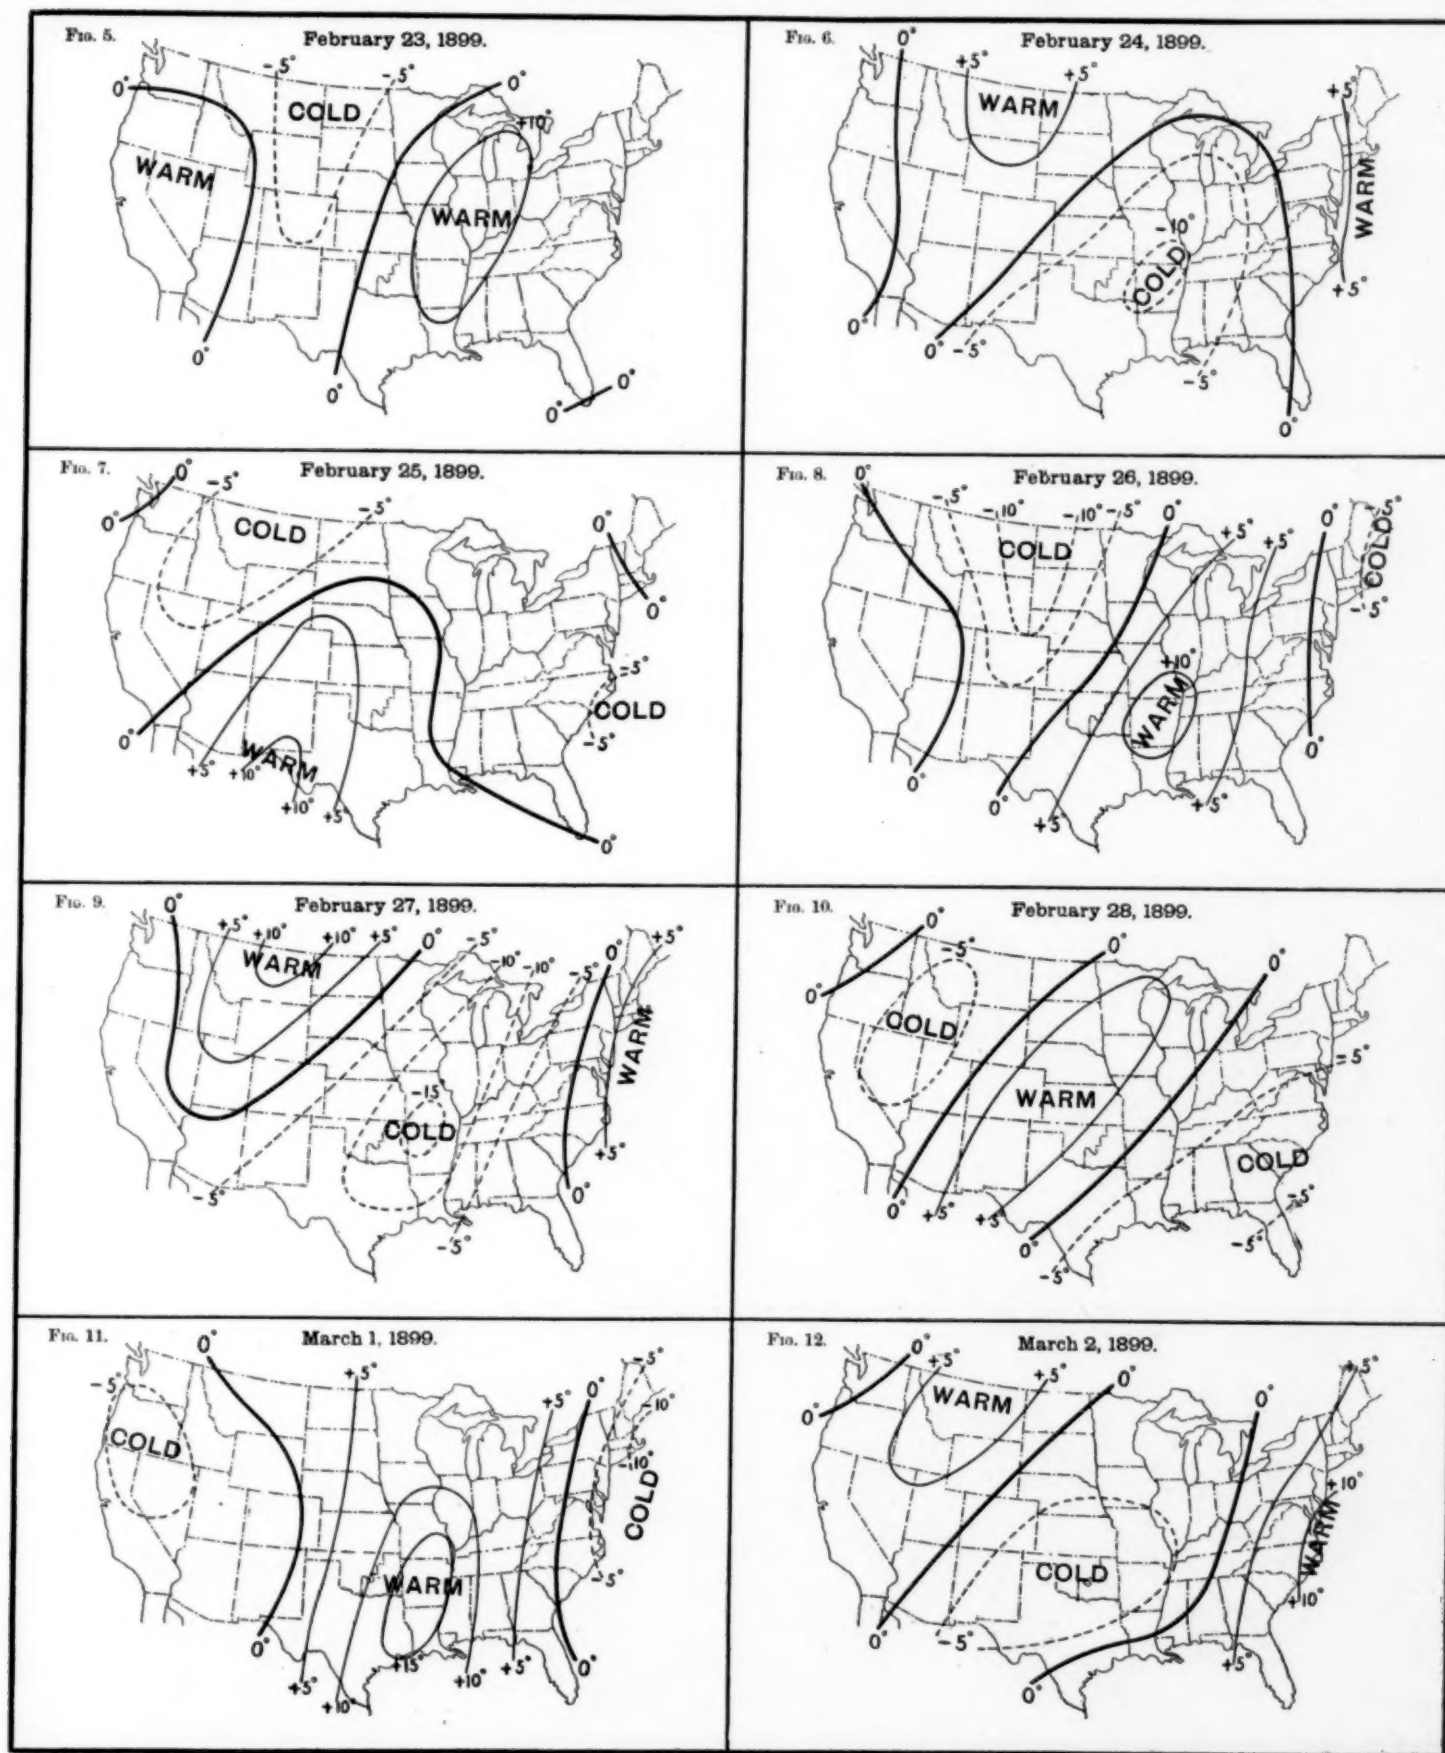 FIG. 5.
February 23, 1899.
0°
-5°
-5°
0°
COLD
+10°
WARM
WARM
0°
0°
0°
0°
FIG. 6.
February 24, 1899.
0°
+5°
+5°
+5°
WARM
WARM
-10°
COLD
+5°
0°
0°
-5°
-5°
0°
FIG. 7.
February 25, 1899.
0°
-5°
-5°
0°
0°
COLD
0°
-5°
COLD
-5°
0°
WARM
+5°
+10°
+10°
+5°
0°
FIG. 8.
February 26, 1899.
0°
-5°
-10°
-10°
-5°
0°
+5°
+5°
0°
-5°
COLD
COLD
-5°
+10°
WARM
0°
0°
0°
+5°
+5°
FIG. 9.
February 27, 1899.
0°
+5°
+10°
+10°
+5°
0°
-5°
-10°
-10°
-5°
0°
+5°
WARM
WARM
-15°
COLD
+5°
-5°
0°
-5°
FIG. 10.
February 28, 1899.
0°
-5°
0°
0°
0°
COLD
-5°
WARM
COLD
-5°
0°
+5°
+5°
0°
-5°
-5°
FIG. 11.
March 1, 1899.
0°
-5°
+5°
+5°
0°
-5°
-10°
COLD
-10°
COLD
WARM
-5°
0°
+5°
+10°
+15°
+10°
+5°
0°
FIG. 12.
March 2, 1899.
0°
+5°
+5°
0°
0°
+5°
0°
WARM
+10°
WARM
COLD
+10°
0°
-5°
0°
+5°